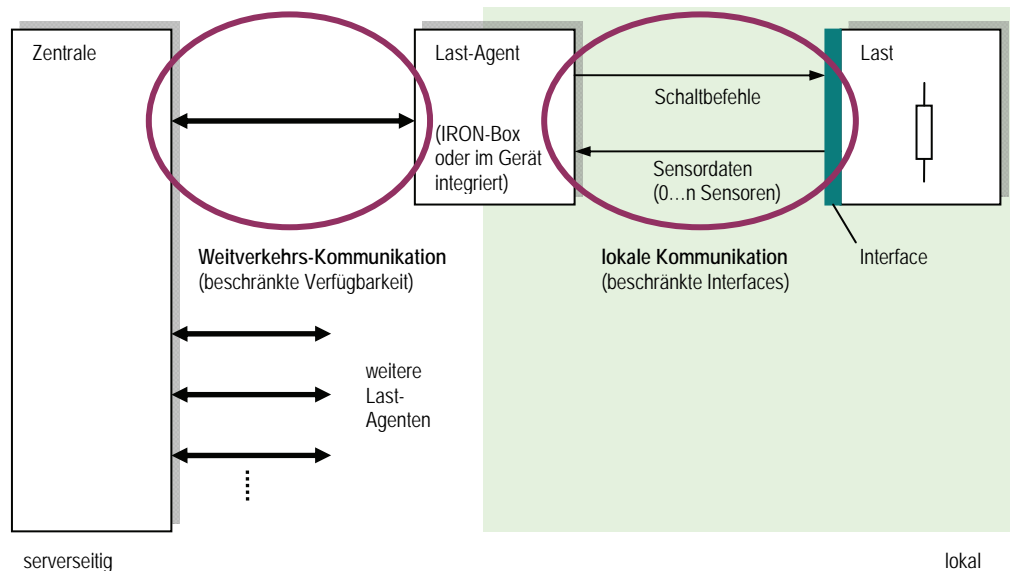 Zentrale
Last-Agent
Last
Schaltbefehle
(IRON-Box
oder im Gerät
integriert)
Sensordaten
(0…n Sensoren)
Weitverkehrs-Kommunikation
(beschränkte Verfügbarkeit)
lokale Kommunikation
(beschränkte Interfaces)
Interface
weitere
Last-
Agenten
serverseitig
lokal